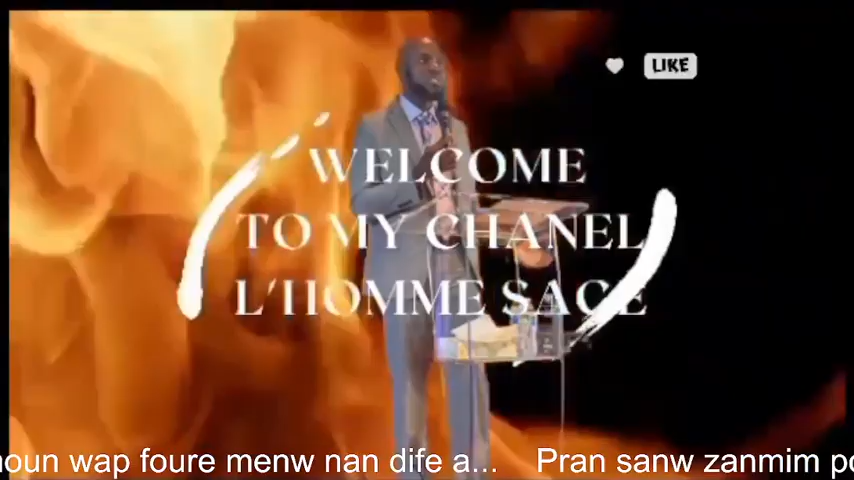 LIKE
WELCOME
TO MY CHANEL
L'HOMME SAGE
wap foure menw nan dife a... Pran sanw zanmim